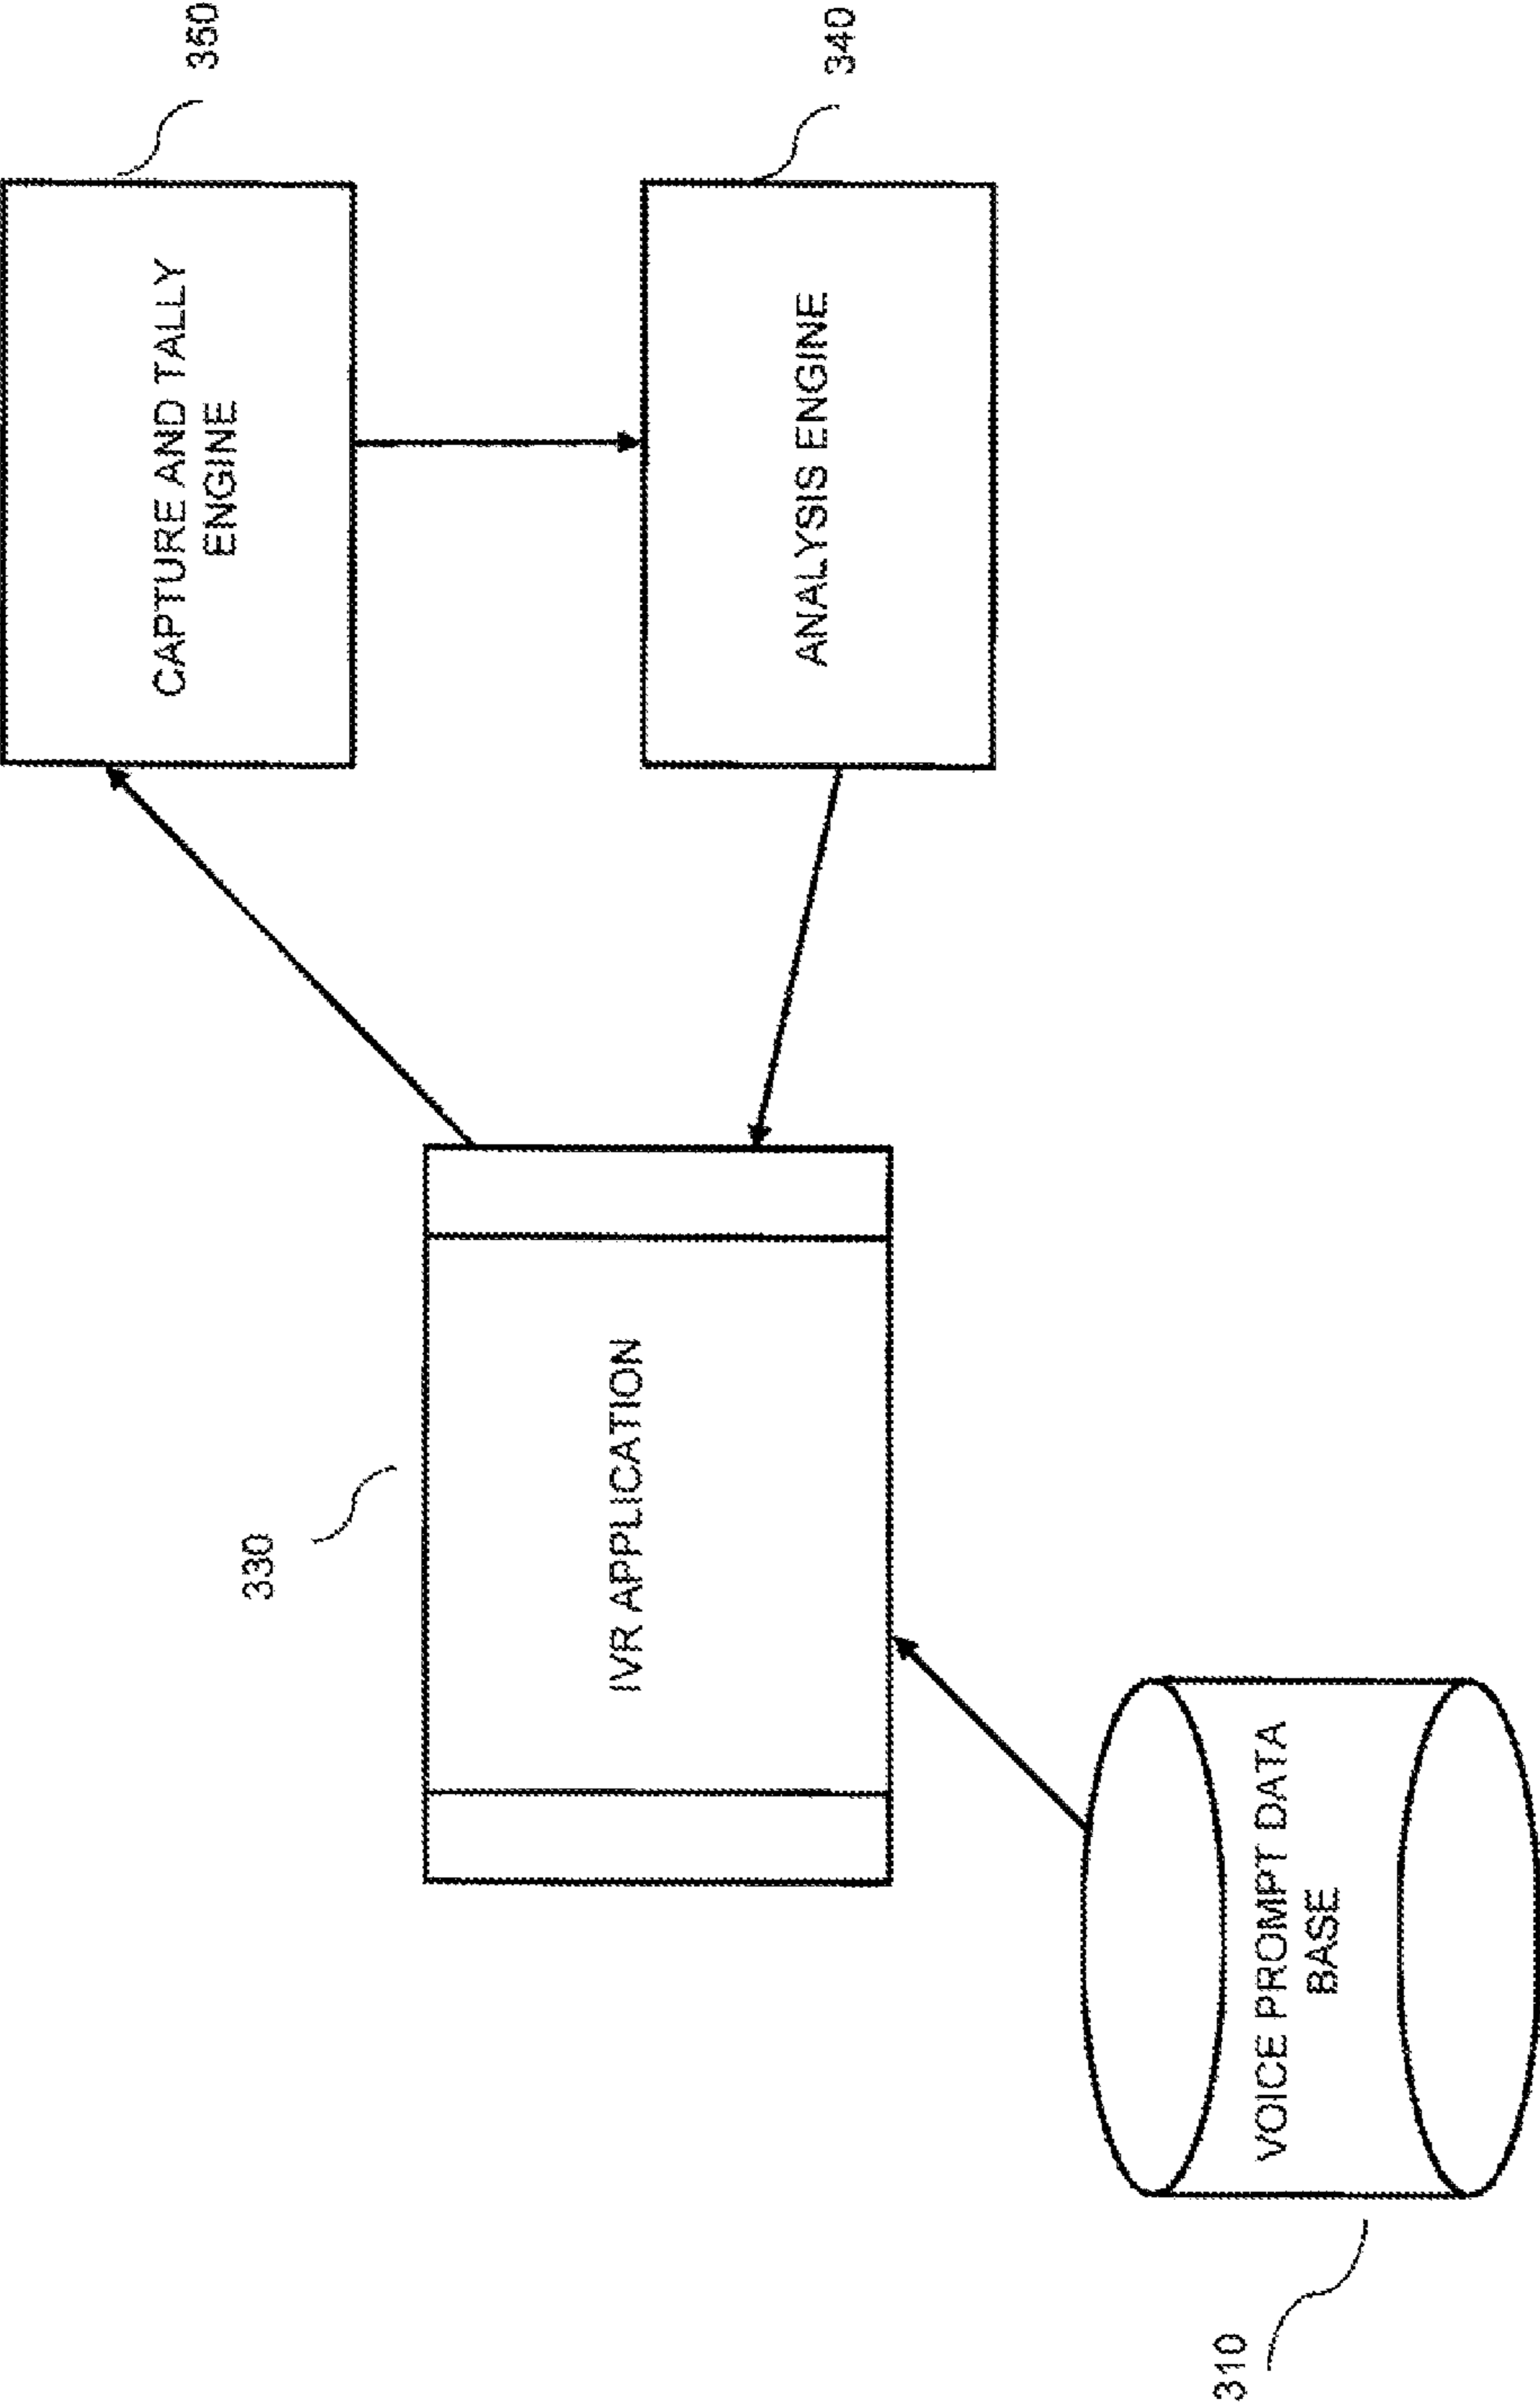 CAPTURE AND TALLY
ENGINE
350
330
IVR APPLICATION
ANALYSIS ENGINE
340
310
VOICE PROMPT DATA
BASE